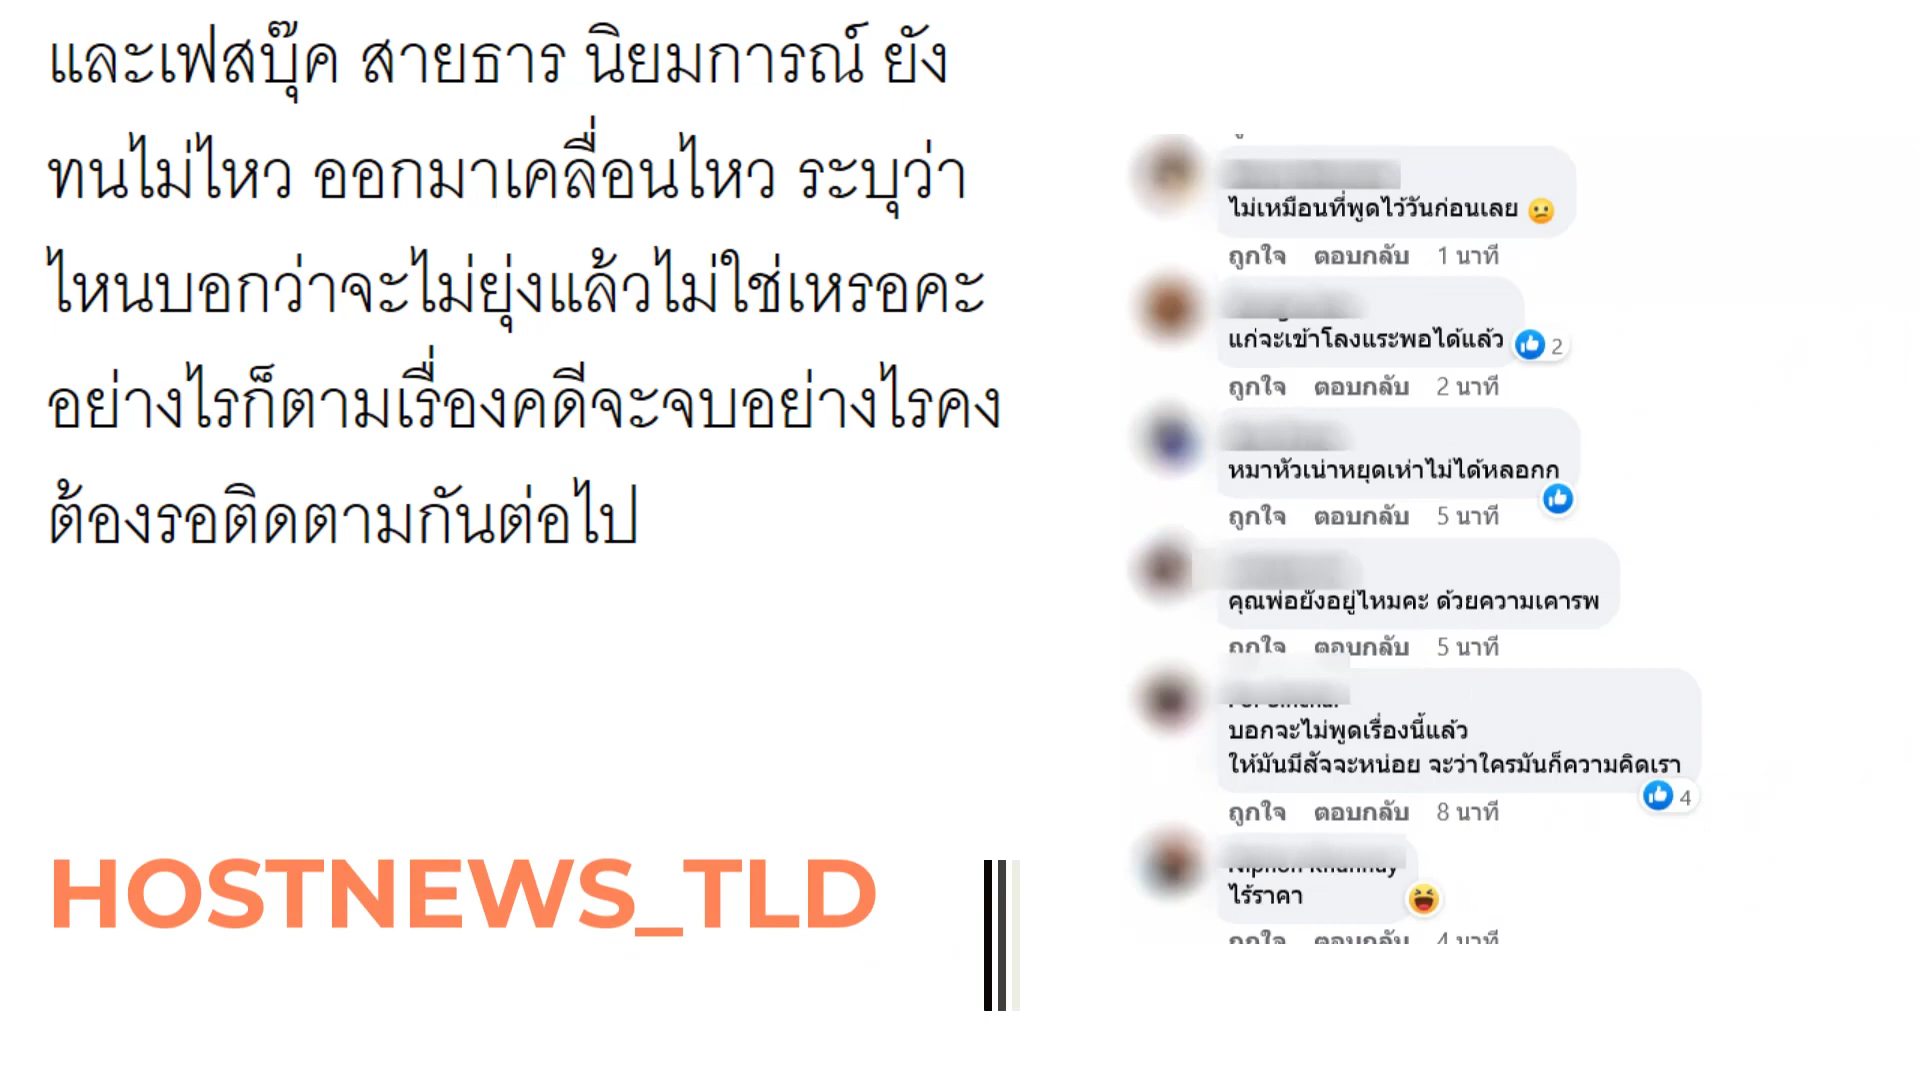 และเฟสบุ๊ค สายธาร นิยมการณ์ ยัง
ทนไม่ไหว ออกมาเคลื่อนไหว ระบุว่า
ไหนบอกว่าจะไม่ยุ่งแล้วไม่ใช่เหรอคะ
อย่างไรก็ตามเรื่องคดีจะจบอย่างไรคง
ต้องรอติดตามกันต่อไป
HOSTNEWS_TLD
ไม่เหมือนที่พูดไว้วันก่อนเลย
ถูกใจ ตอบกลับ 1 นาที
แก่จะเข้าโลงแระพอได้แล้ว
2
ถูกใจ ตอบกลับ 2 นาที
หมาหัวเน่าหยุดเห่าไม่ได้หลอกก
ถูกใจ ตอบกลับ 5 นาที
คุณพ่อยังอยู่ไหมคะ ด้วยความเคารพ
ถูกใจ ตอบกลับ 5 นาที
บอกจะไม่พูดเรื่องนี้แล้ว
ให้มันมีสัจจะหน่อย จะว่าใครมันก็ความคิดเรา
4
ถูกใจ ตอบกลับ 8 นาที
ไร้ราคา
ถูกใจ ตอบกลับ 4 นาที